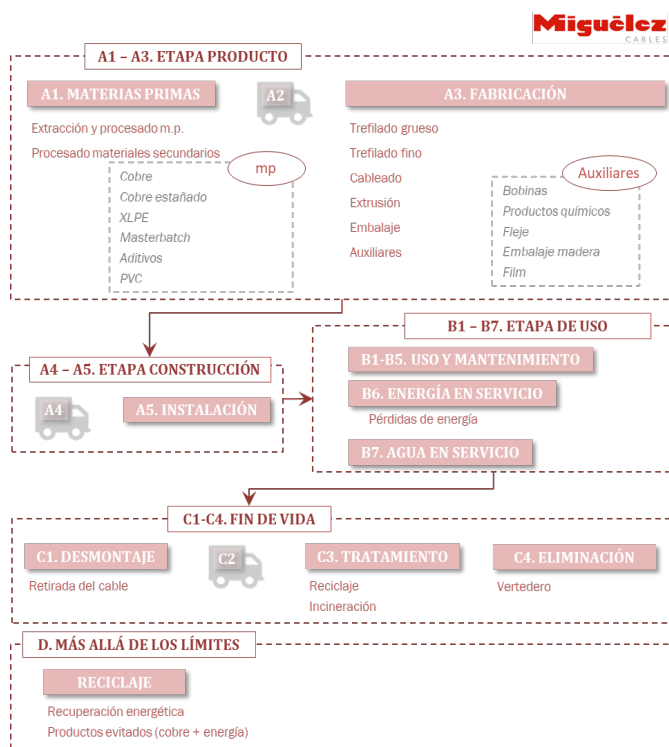 Miguélez
CABLES
A1 – A3. ETAPA PRODUCTO
A1. MATERIAS PRIMAS
A2
A3. FABRICACIÓN
Extracción y procesado m.p.
Procesado materiales secundarios
mp
Cobre
Cobre estañado
XLPE
Masterbatch
Aditivos
PVC
Trefilado grueso
Trefilado fino
Cableado
Extrusión
Embalaje
Auxiliares
Auxiliares
Bobinas
Productos químicos
Fleje
Embalaje madera
Film
B1 – B7. ETAPA DE USO
B1-B5. USO Y MANTENIMIENTO
B6. ENERGÍA EN SERVICIO
Pérdidas de energía
B7. AGUA EN SERVICIO
A4 – A5. ETAPA CONSTRUCCIÓN
A4
A5. INSTALACIÓN
C1-C4. FIN DE VIDA
C1. DESMONTAJE
Retirada del cable
C2
C3. TRATAMIENTO
Reciclaje
Incineración
C4. ELIMINACIÓN
Vertedero
D. MÁS ALLÁ DE LOS LÍMITES
RECICLAJE
Recuperación energética
Productos evitados (cobre + energía)